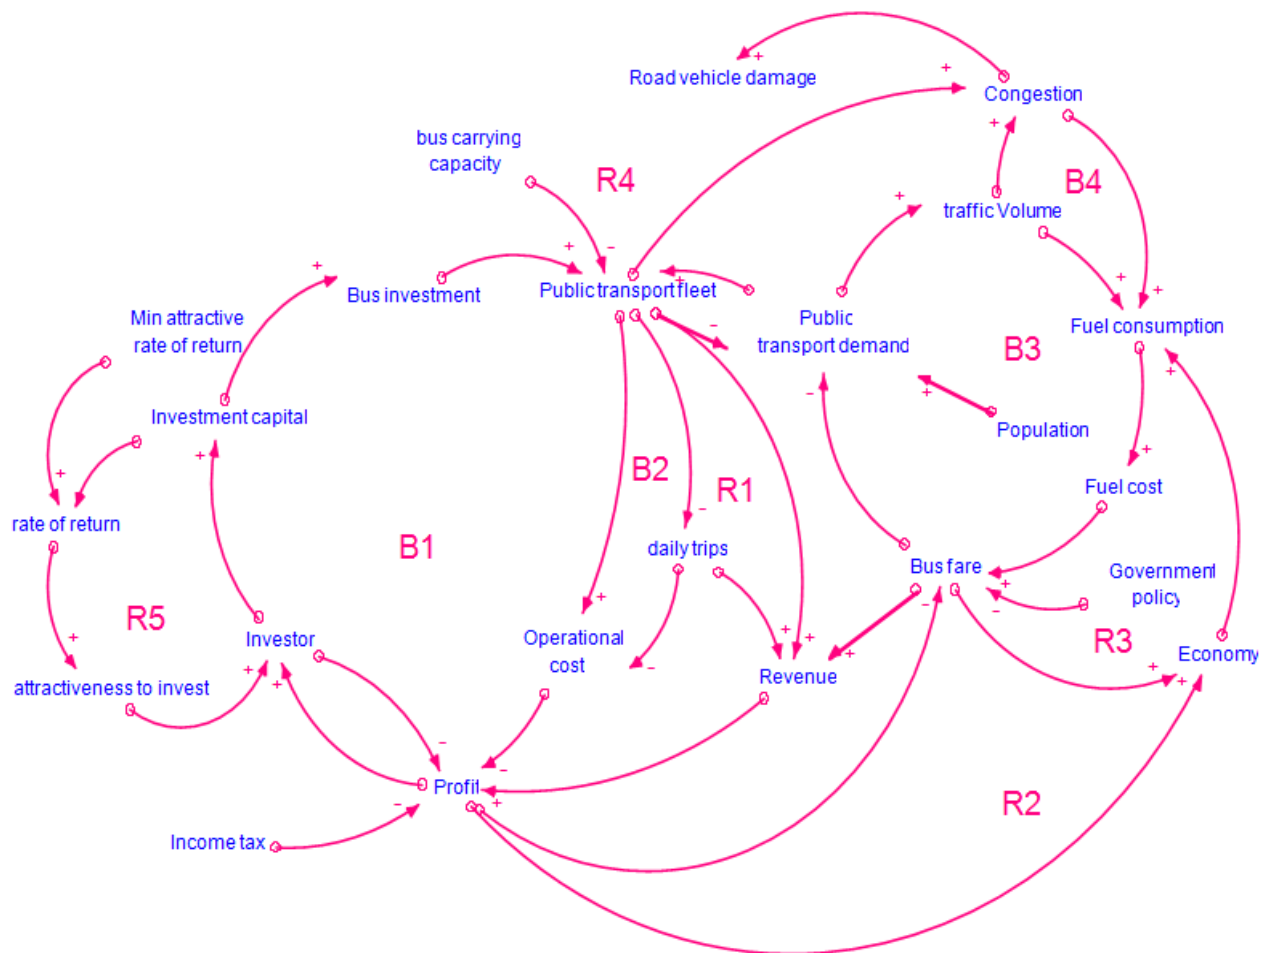 Road vehicle damage
Congestion
bus carrying
capacity
R4
B4
traffic Volume
Bus investment
Public transport fleet
Min attractive
rate of return
Public
transport demand
Fuel consumption
B3
Investment capital
Population
B2
R1
Fuel cost
rate of return
B1
daily trips
Bus fare
Government
policy
R5
Investor
Operational
cost
R3
Economy
Revenue
attractiveness to invest
Profit
R2
Income tax